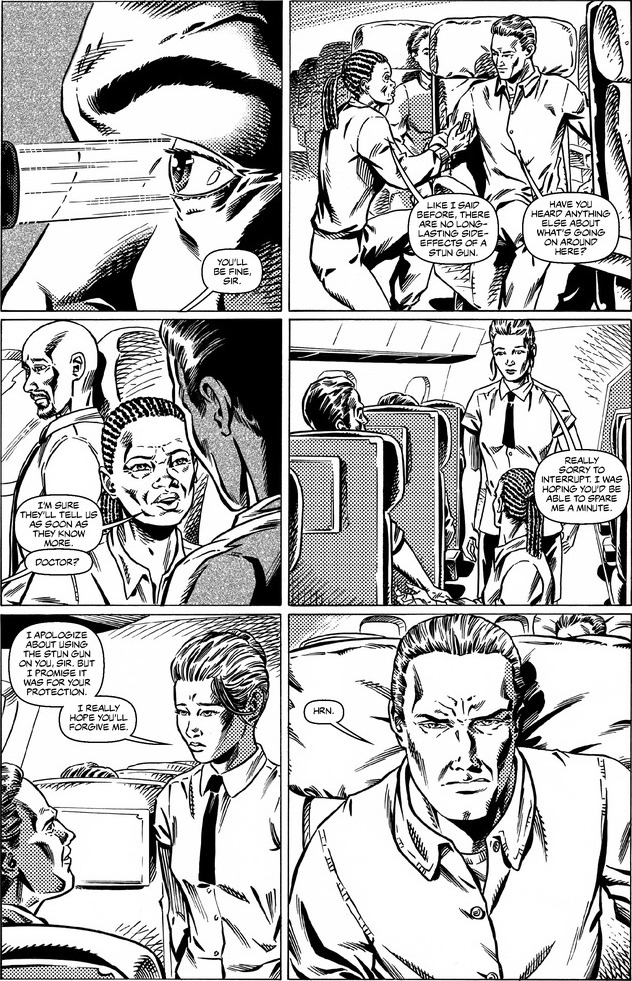 YOU'LL
BE FINE,
SIR.
LIKE I SAID
BEFORE, THERE
ARE NO LONG-
LASTING SIDE-
EFFECTS OF A
STUN GUN.
HAVE YOU
HEARD ANYTHING
ELSE ABOUT
WHAT'S GOING
ON AROUND
HERE?
I'M SURE
THEY'LL TELL US
AS SOON AS
THEY KNOW
MORE.
DOCTOR?
REALLY
SORRY TO
INTERRUPT. I WAS
HOPING YOU'D BE
ABLE TO SPARE
ME A MINUTE.
I APOLOGIZE
ABOUT USING
THE STUN GUN
ON YOU, SIR. BUT
I PROMISE IT
WAS FOR YOUR
PROTECTION.
I REALLY
HOPE YOU'LL
FORGIVE ME.
HRN.